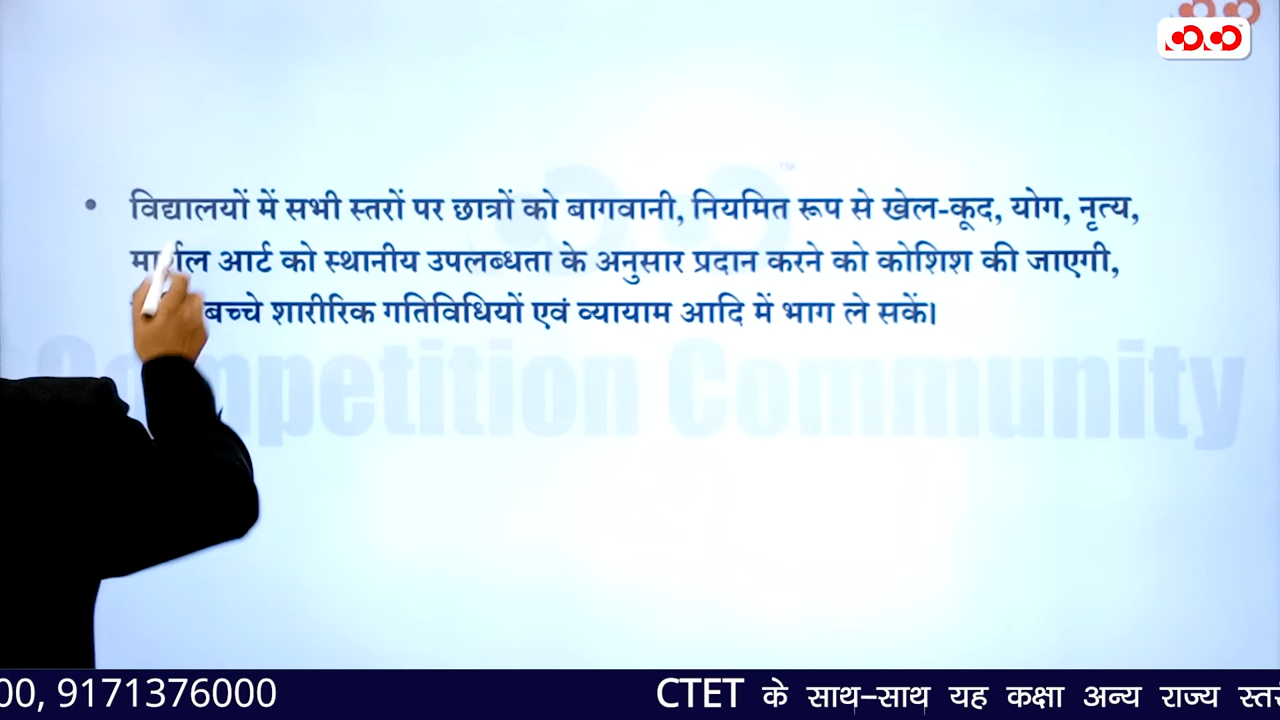 विद्यालयों में सभी स्तरों पर छात्रों को बागवानी, नियमित रूप से खेल-कूद, योग, नृत्य,
आर्ट को स्थानीय उपलब्धता के अनुसार प्रदान करने को कोशिश की जाएगी,
बच्चे शारीरिक गतिविधियों एवं व्यायाम आदि में भाग ले सकें।
Competition Community
00, 9171376000
CTET के साथ-साथ यह कक्षा अन्य राज्य